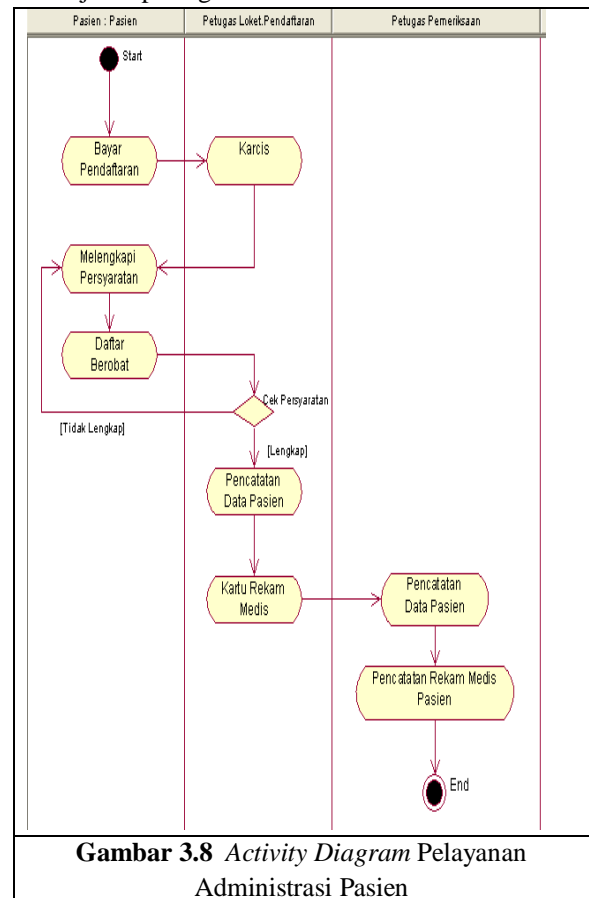 Pasien : Pasien
Petugas Loket.Pendaftaran
Petugas Pemeriksaan
Start
Bayar
Pendaftaran
Karcis
Melengkapi
Persyaratan
Daftar
Berobat
Cek Persyaratan
[Tidak Lengkap]
[Lengkap]
Pencatatan
Data Pasien
Kartu Rekam
Medis
Pencatatan
Data Pasien
Pencatatan Rekam Medis
Pasien
End
Gambar 3.8 Activity Diagram Pelayanan
Administrasi Pasien